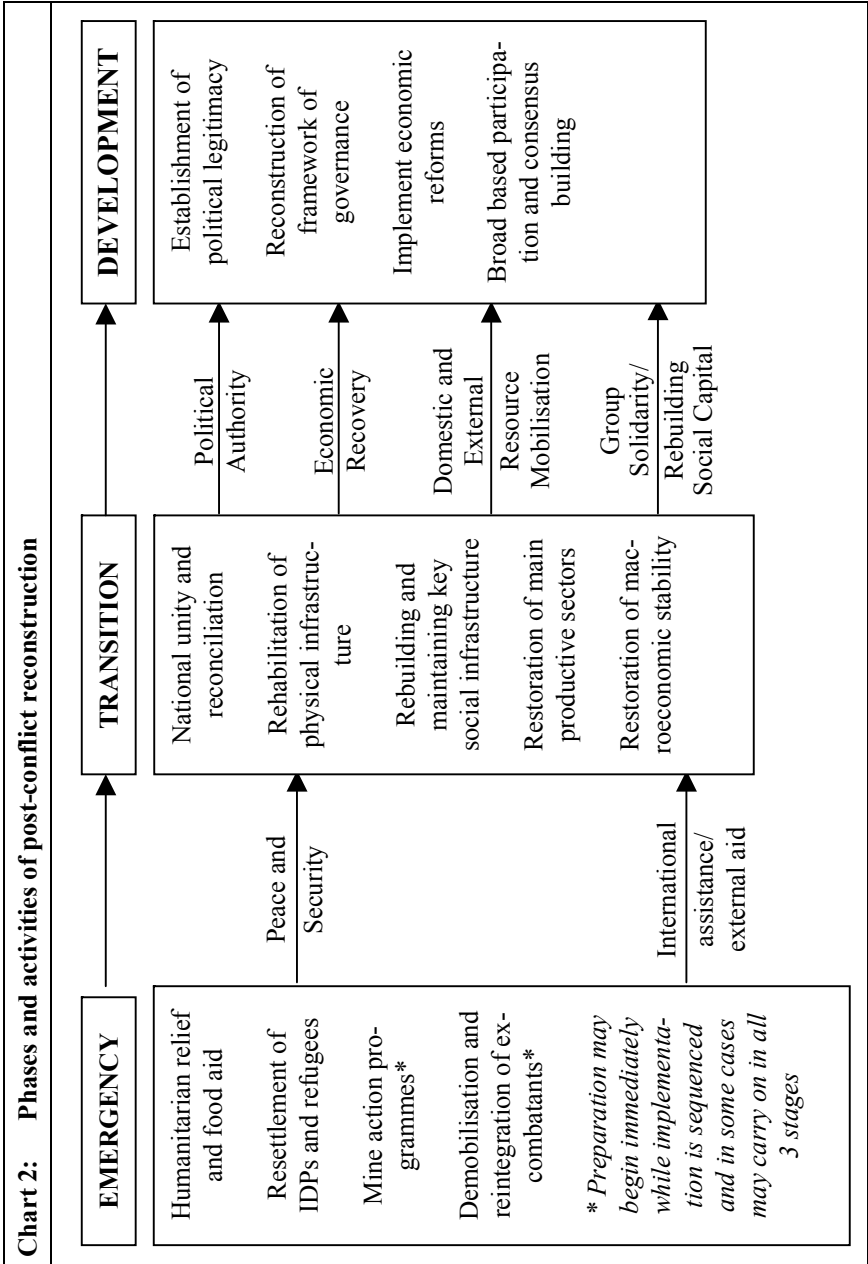 Chart 2: Phases and activities of post-conflict reconstruction
EMERGENCY
Humanitarian relief
and food aid
Resettlement of
IDPs and refugees
Mine action pro-
grammes*
Demobilisation and
reintegration of ex-
combatants*
* Preparation may
begin immediately
while implementa-
tion is sequenced
and in some cases
may carry on in all
3 stages
Peace and
Security
International
assistance/
external aid
TRANSITION
National unity and
reconciliation
Rehabilitation of
physical infrastruc-
ture
Rebuilding and
maintaining key
social infrastructure
Restoration of main
productive sectors
Restoration of mac-
roeconomic stability
Political
Authority
Economic
Recovery
Domestic and
External
Resource
Mobilisation
Group
Solidarity/
Rebuilding
Social Capital
DEVELOPMENT
Establishment of
political legitimacy
Reconstruction of
framework of
governance
Implement economic
reforms
Broad based participa-
tion and consensus
building